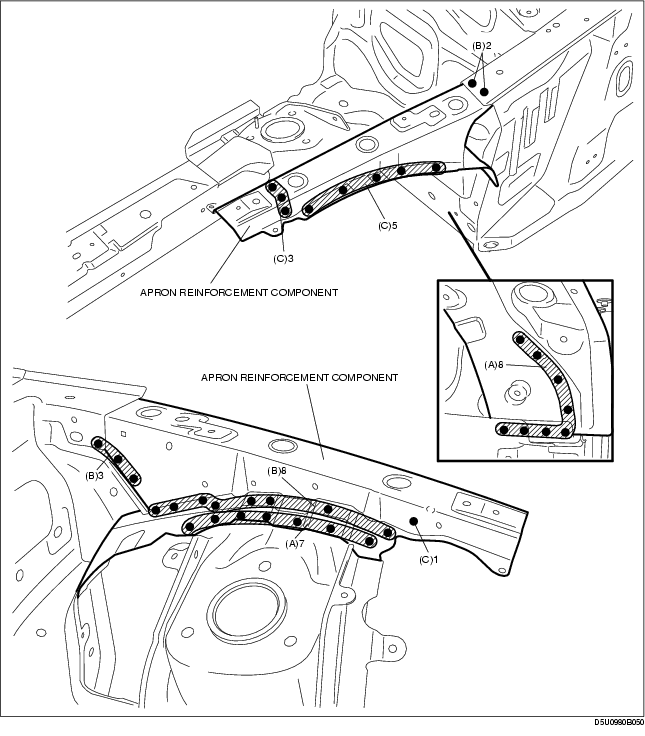 (B)2
(C)5
(C)3
APRON REINFORCEMENT COMPONENT
(A)8
APRON REINFORCEMENT COMPONENT
(B)3
(B)8
(A)7
(C)1
D5U0980B050